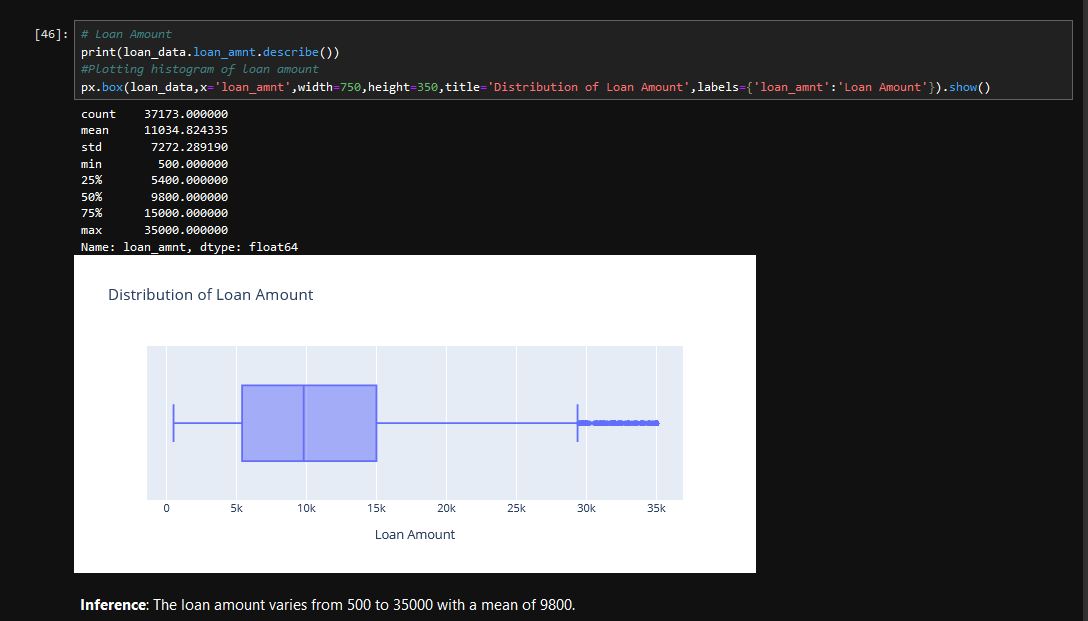 [46]: # Loan Amount
print(loan_data.loan_amnt.describe())
#Plotting histogram of loan amount
px.box(loan_data,x='loan_amnt',width=750,height=350,title='Distribution of Loan Amount',labels={'loan_amnt':'Loan Amount'}).show()
count    37173.000000
mean     11034.824335
std       7272.289190
min        500.000000
25%       5400.000000
50%       9800.000000
75%      15000.000000
max      35000.000000
Name: loan_amnt, dtype: float64
Distribution of Loan Amount
0 5k 10k 15k 20k 25k 30k 35k
Loan Amount
Inference: The loan amount varies from 500 to 35000 with a mean of 9800.